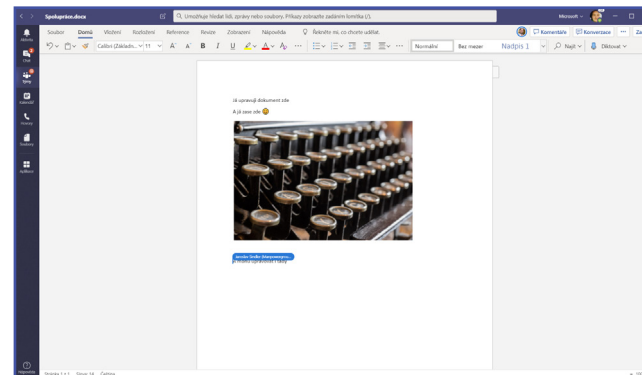 Spolupráce.docx
Umožňuje hledat lidi, zprávy nebo soubory. Příkazy zobrazíte zadáním lomítka (/).
Microsoft
Soubor Domů Vložení Rozložení Reference Revize Zobrazení Nápověda Řekněte mi, co chcete udělat. Komentáře Konverzace
Calibri (Základn... 11 A A B I U A Normální Bez mezer Nadpis 1 Najít Diktovat
Aktivita
Chat
Týmy
Kalendář
Hovory
Soubory
Aplikace
Já upravuji dokument zde
A já zase zde
Nápověda
Stránka 1 z 1 Čeština